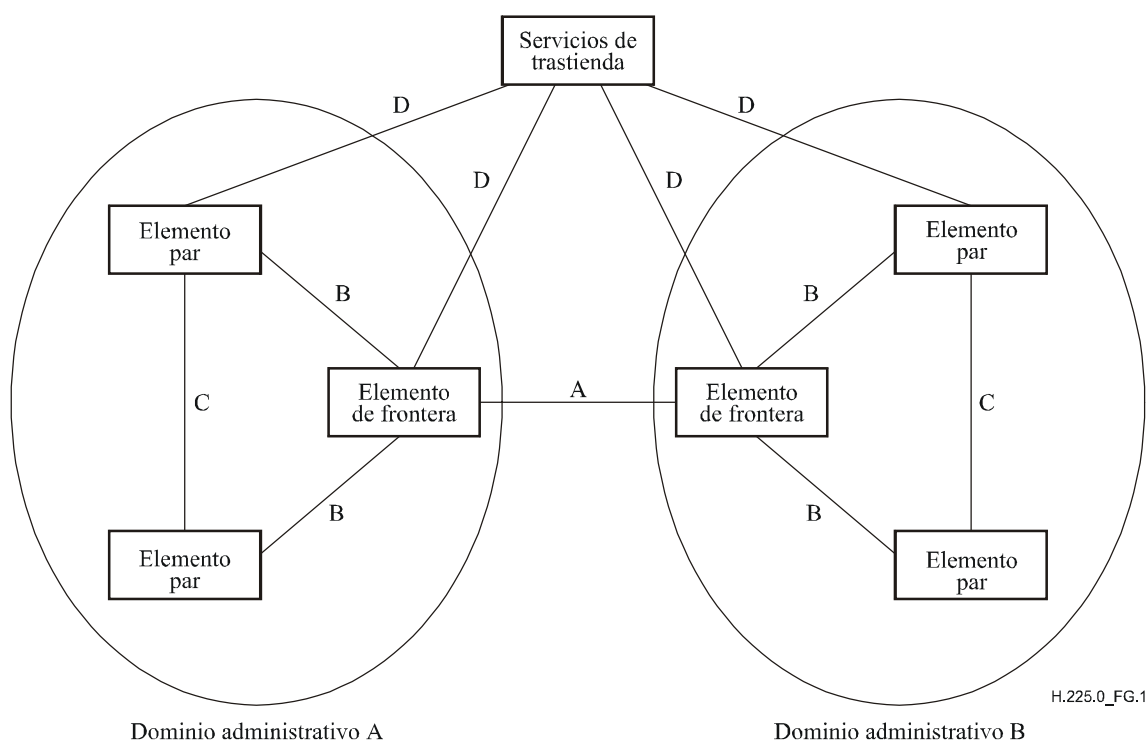 Servicios de
trastienda
D
D
D
D
Elemento
par
Elemento
par
B
B
Elemento
de frontera
A
Elemento
de frontera
C
C
B
B
Elemento
par
Elemento
par
H.225.0_FG.1
Dominio administrativo A
Dominio administrativo B